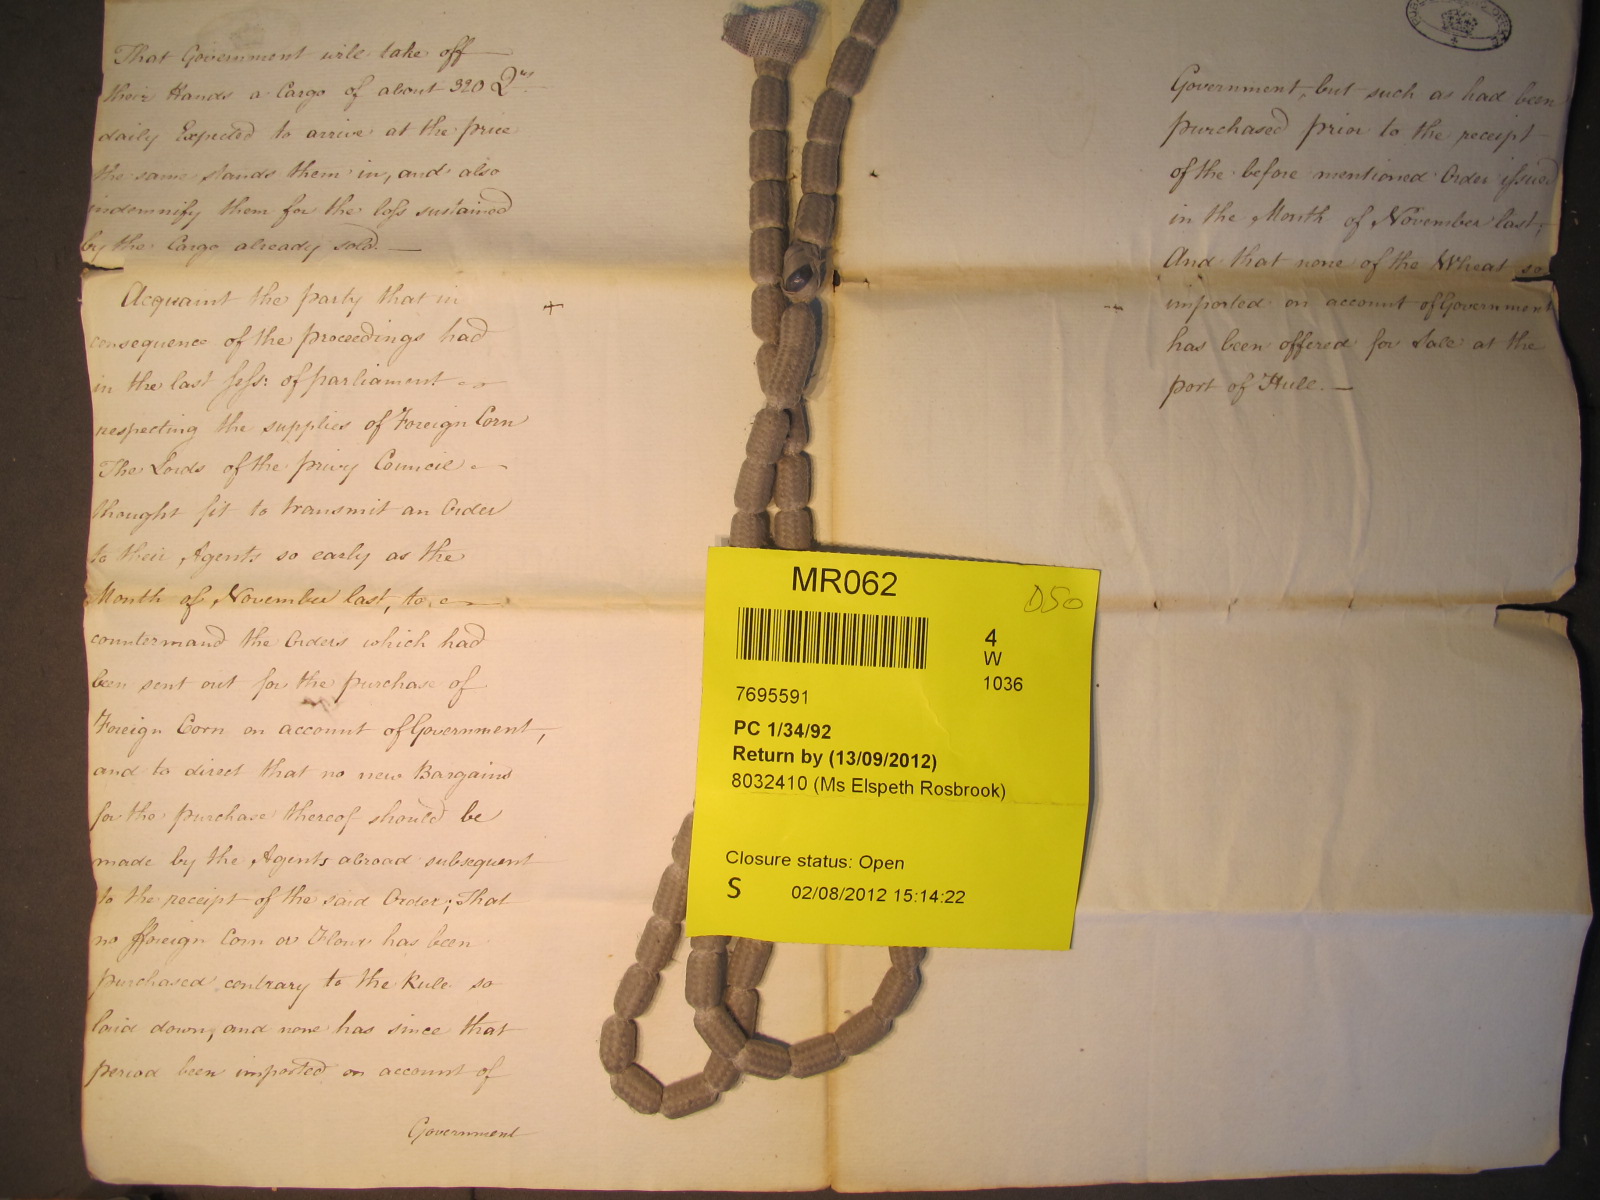 That Government will take off
their Hands a Cargo of about 320 Qrs
daily Expected to arrive at the price
the same stands them in, and also
indemnify them for the loss sustained
by the Cargo already sold.
Acquaint the party that in
consequence of the proceedings had
in the last Sess: of parliament
respecting the supplies of Foreign Corn
The Lords of the privy Council
thought fit to transmit an Order
to their Agents so early as the
Month of November last, to
countermand the Orders which had
been sent out for the purchase of
Foreign Corn on account of Government,
and to direct that no new Bargains
for the purchase thereof should be
made by the Agents abroad subsequent
to the receipt of the said Order; That
no fforeign Corn or Flour has been
purchased contrary to the Rule so
laid down, and none has since that
period been imported on account of
Government
Government, but such as had been
purchased prior to the receipt
of the before mentioned Order issued
in the Month of November last;
And that none of the Wheat so
imported on account of Government
has been offered for Sale at the
port of Hull.
MR062
DSO
4
W
1036
7695591
PC 1/34/92
Return by (13/09/2012)
8032410 (Ms Elspeth Rosbrook)
Closure status: Open
S 02/08/2012 15:14:22